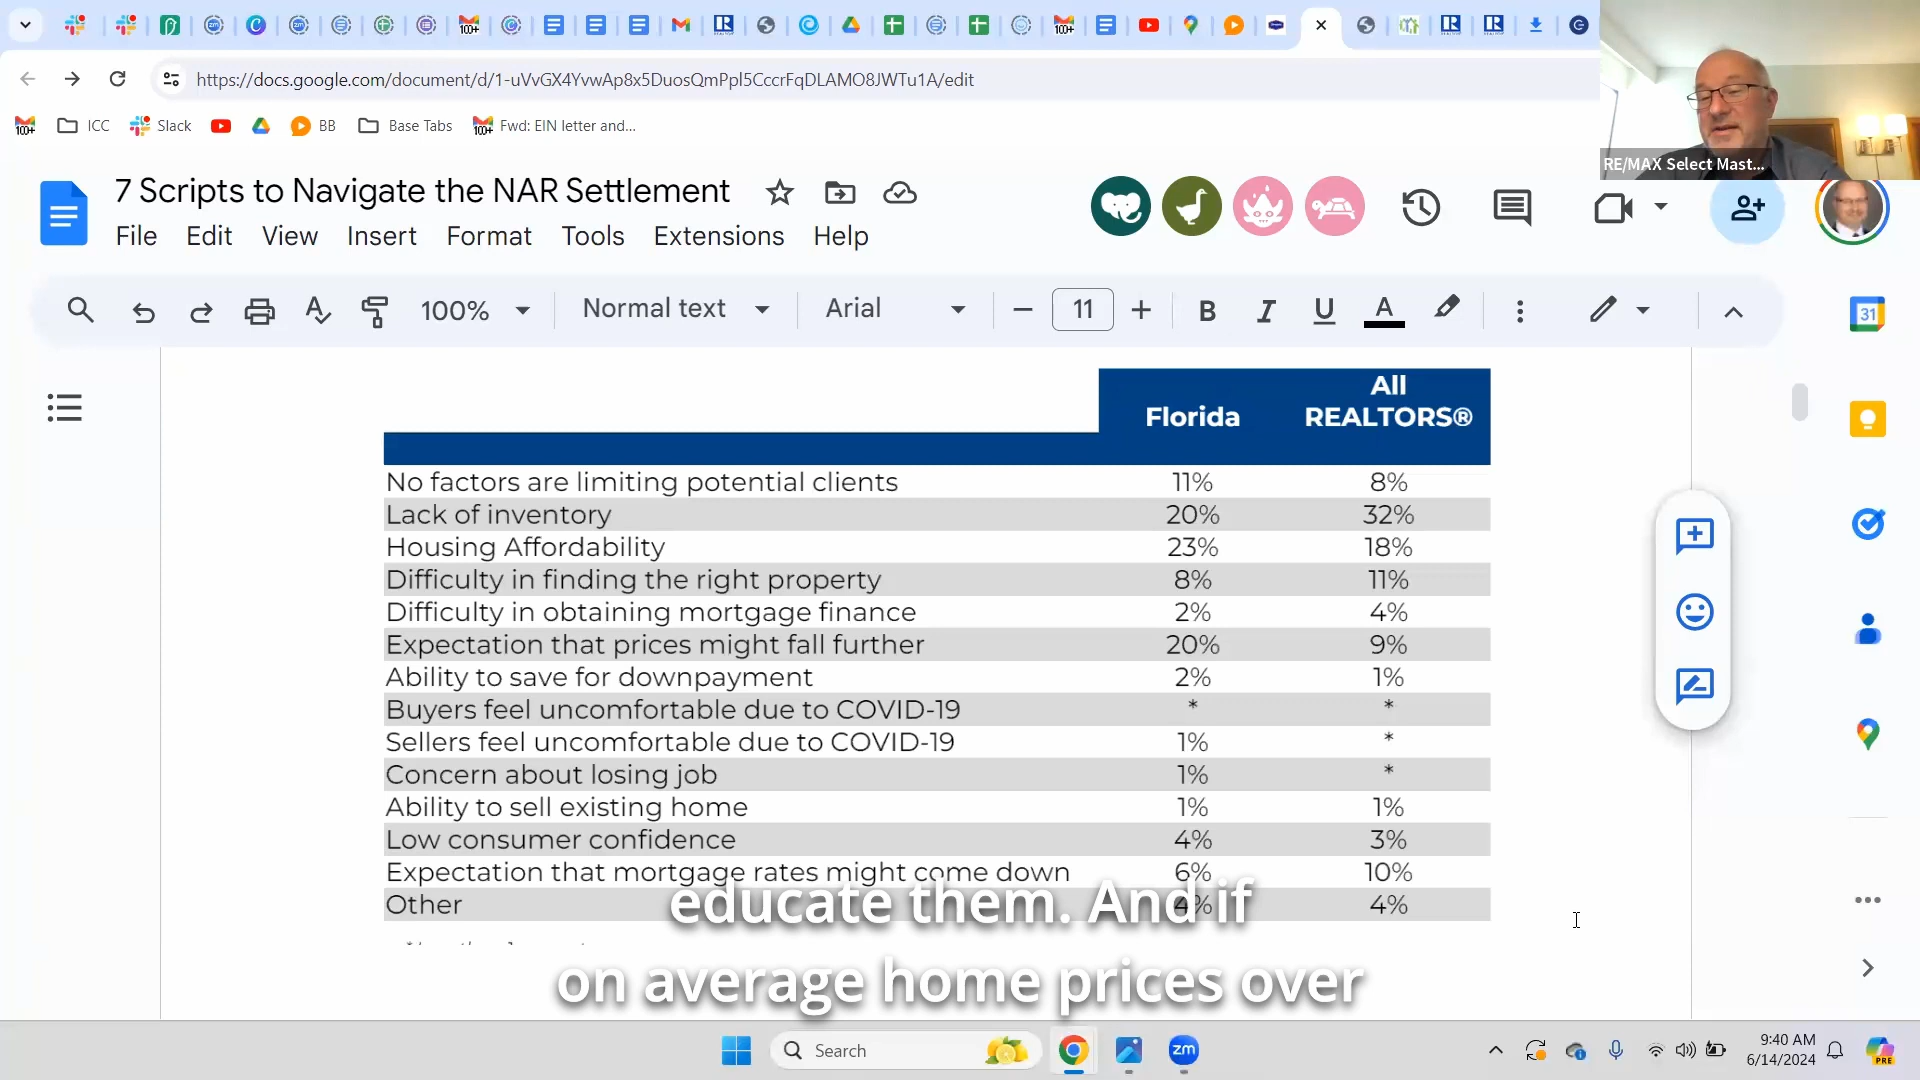 https://docs.google.com/document/d/1-uVvGX4YvwAp8x5DuosQmPpl5CccrFqDLAMO8JWTu1A/edit
ICC
Slack
BB
Base Tabs
Fwd: EIN letter and...
RE/MAX Select Mast...
7 Scripts to Navigate the NAR Settlement
File Edit View Insert Format Tools Extensions Help
100% Normal text Arial 11
Florida
All REALTORS®
No factors are limiting potential clients 11% 8%
Lack of inventory 20% 32%
Housing Affordability 23% 18%
Difficulty in finding the right property 8% 11%
Difficulty in obtaining mortgage finance 2% 4%
Expectation that prices might fall further 20% 9%
Ability to save for downpayment 2% 1%
Buyers feel uncomfortable due to COVID-19 * *
Sellers feel uncomfortable due to COVID-19 1% *
Concern about losing job 1% *
Ability to sell existing home 1% 1%
Low consumer confidence 4% 3%
Expectation that mortgage rates might come down 6% 10%
Other 4% 4%
educate them. And if
on average home prices over
Search
zm
9:40 AM
6/14/2024